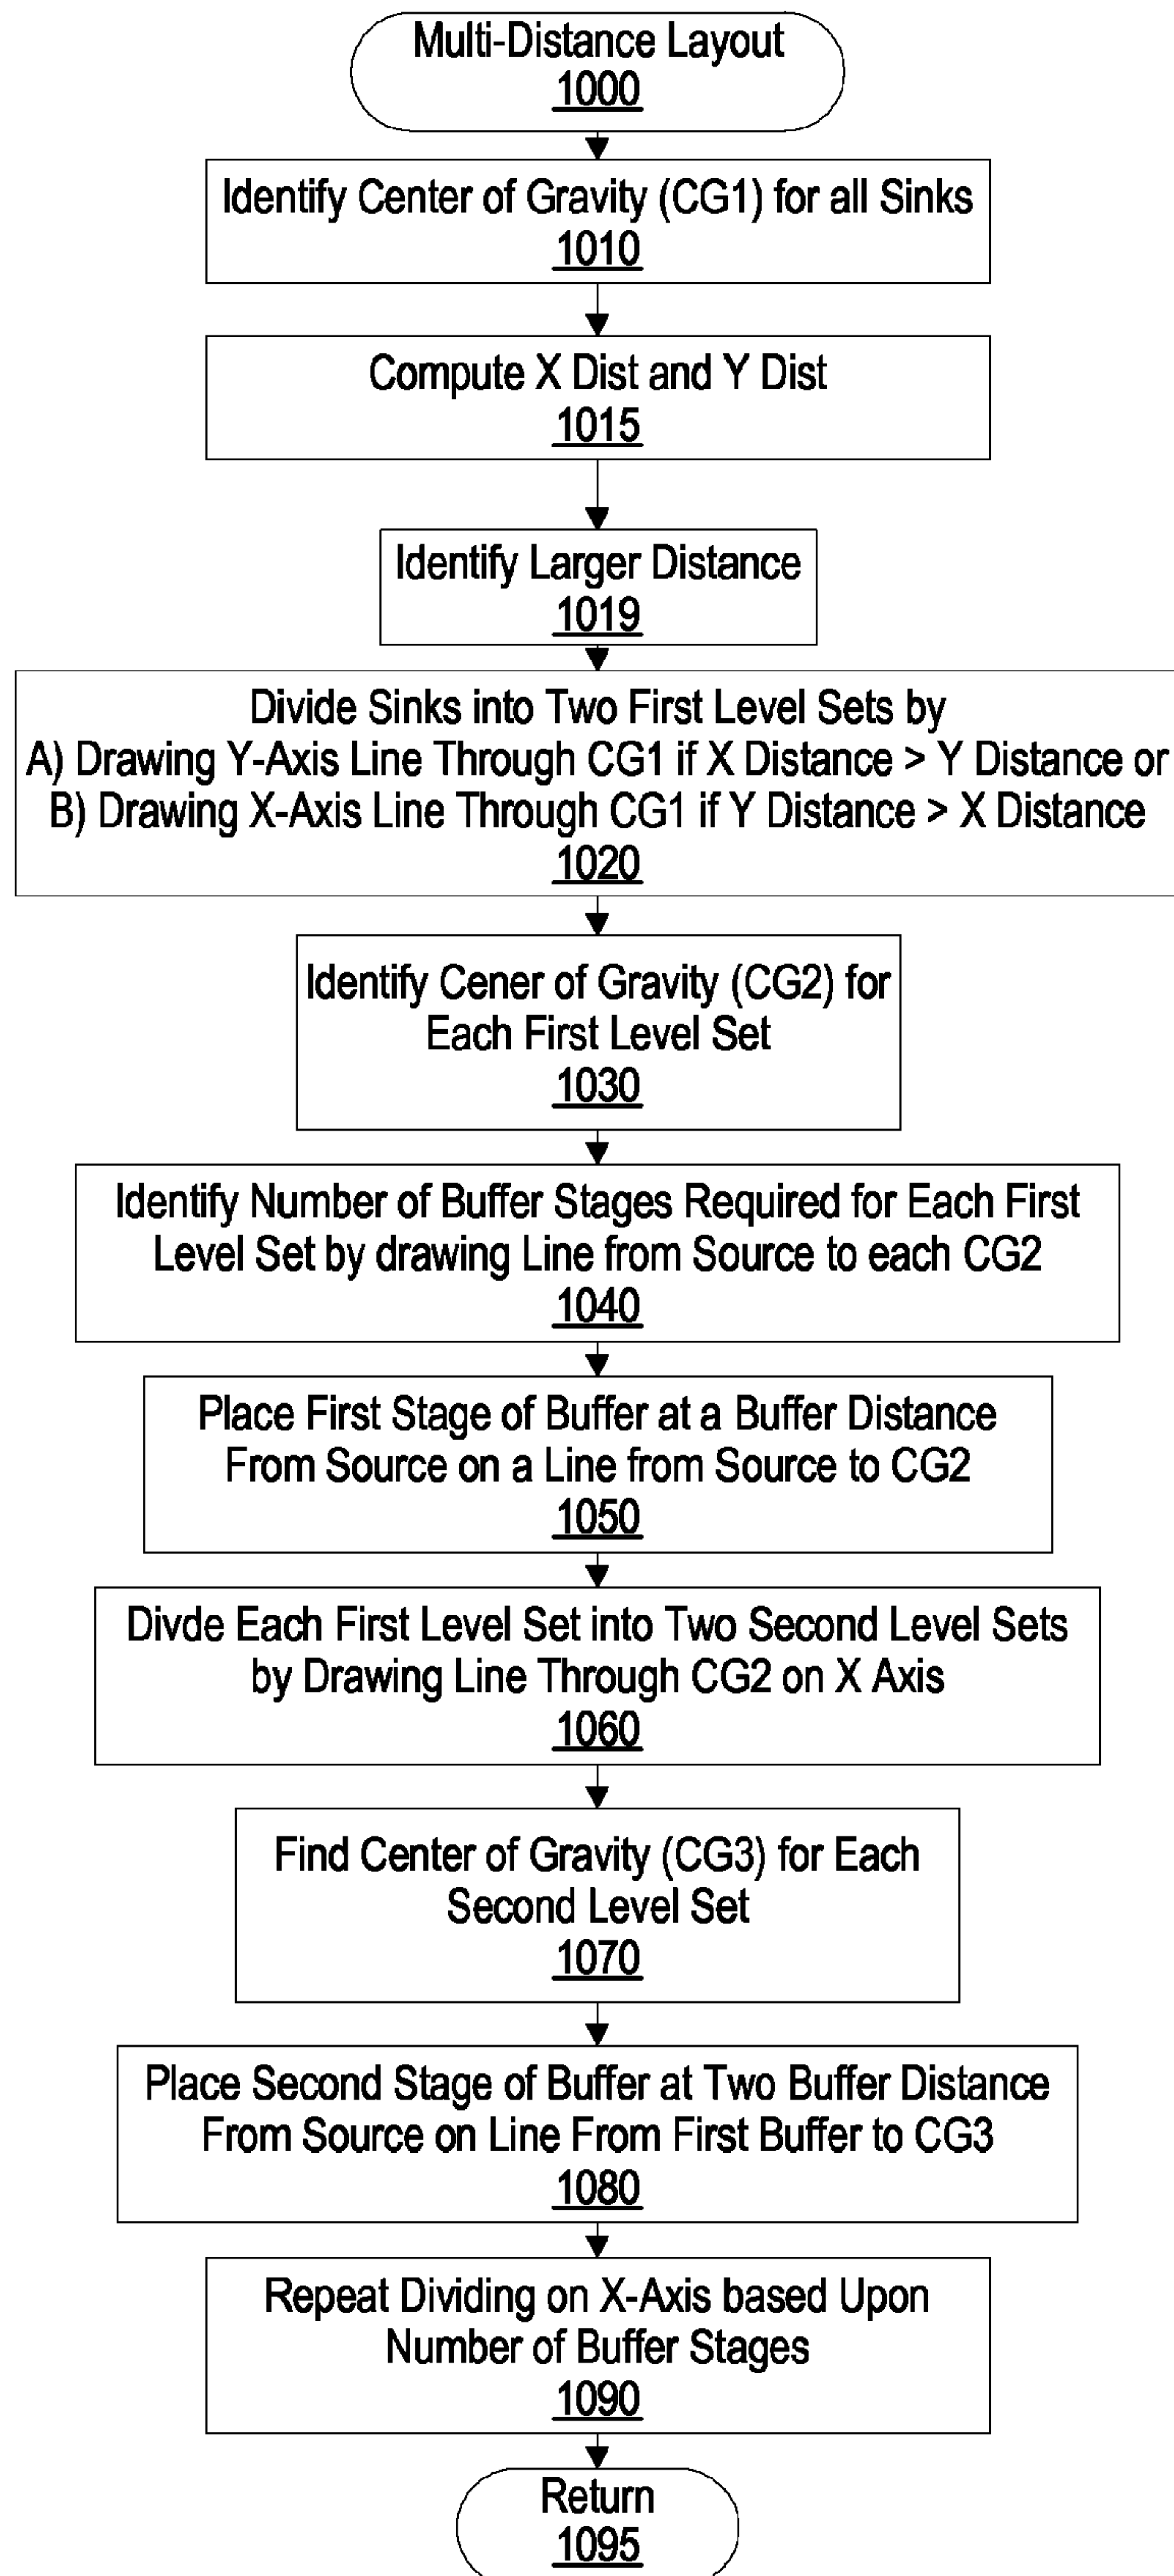 Multi-Distance Layout
1000
Identify Center of Gravity (CG1) for all Sinks
1010
Compute X Dist and Y Dist
1015
Identify Larger Distance
1019
Divide Sinks into Two First Level Sets by
A) Drawing Y-Axis Line Through CG1 if X Distance > Y Distance or
B) Drawing X-Axis Line Through CG1 if Y Distance > X Distance
1020
Identify Cener of Gravity (CG2) for
Each First Level Set
1030
Identify Number of Buffer Stages Required for Each First
Level Set by drawing Line from Source to each CG2
1040
Place First Stage of Buffer at a Buffer Distance
From Source on a Line from Source to CG2
1050
Divde Each First Level Set into Two Second Level Sets
by Drawing Line Through CG2 on X Axis
1060
Find Center of Gravity (CG3) for Each
Second Level Set
1070
Place Second Stage of Buffer at Two Buffer Distance
From Source on Line From First Buffer to CG3
1080
Repeat Dividing on X-Axis based Upon
Number of Buffer Stages
1090
Return
1095